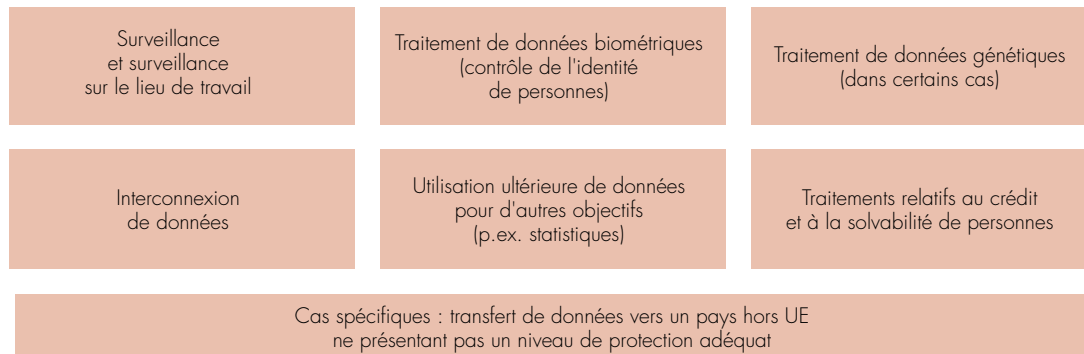 Surveillance
et surveillance
sur le lieu de travail
Traitement de données biométriques
(contrôle de l'identité
de personnes)
Traitement de données génétiques
(dans certains cas)
Interconnexion
de données
Utilisation ultérieure de données
pour d'autres objectifs
(p.ex. statistiques)
Traitements relatifs au crédit
et à la solvabilité de personnes
Cas spécifiques : transfert de données vers un pays hors UE
ne présentant pas un niveau de protection adéquat